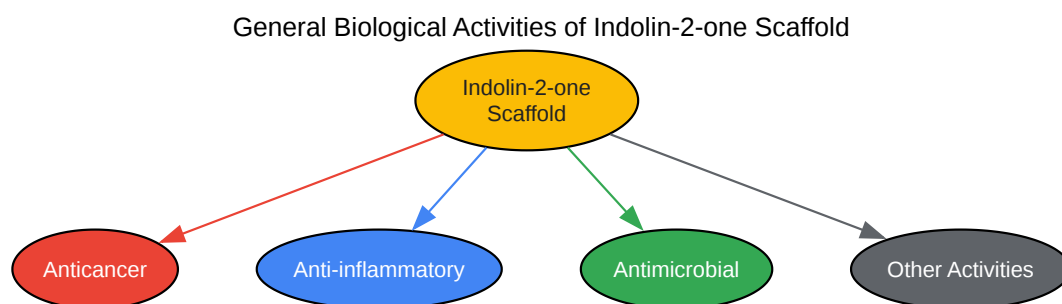 General Biological Activities of Indolin-2-one Scaffold
Indolin-2-one
Scaffold
Anticancer
Anti-inflammatory
Antimicrobial
Other Activities